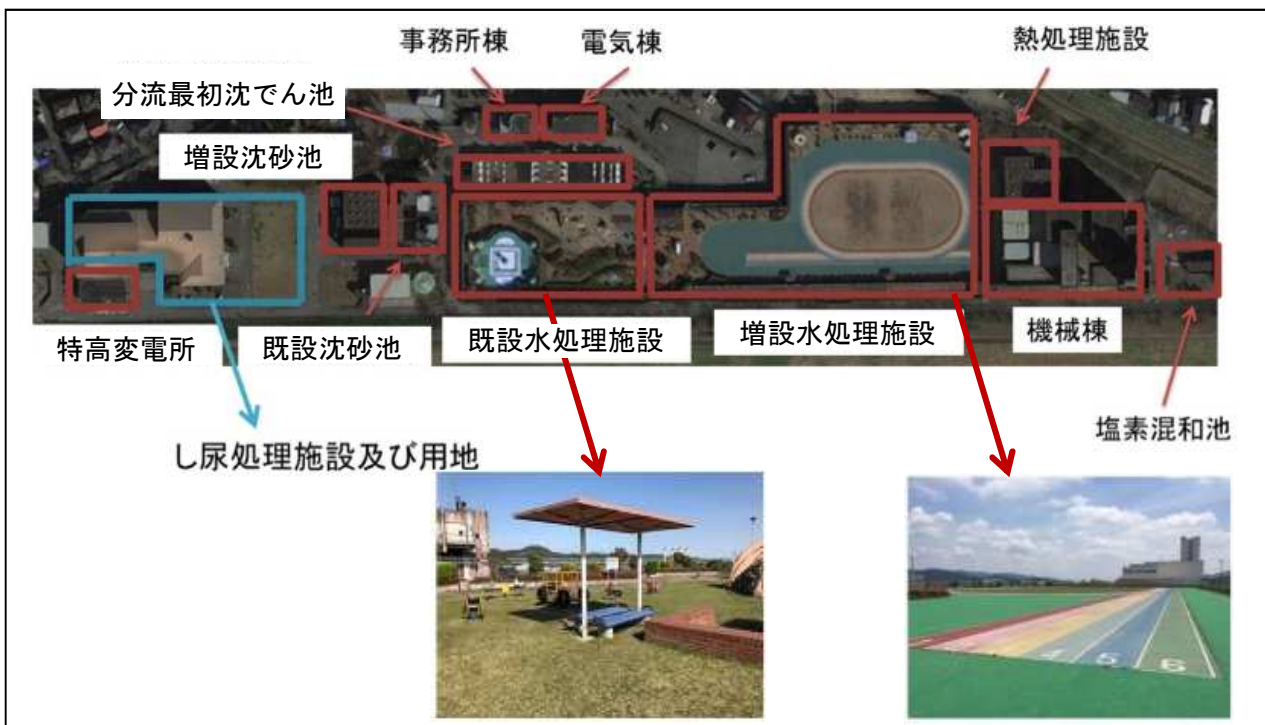 事務所棟
電気棟
熱処理施設
分流最初沈でん池
増設沈砂池
特高変電所
既設沈砂池
既設水処理施設
増設水処理施設
機械棟
塩素混和池
し尿処理施設及び用地
4
5
6